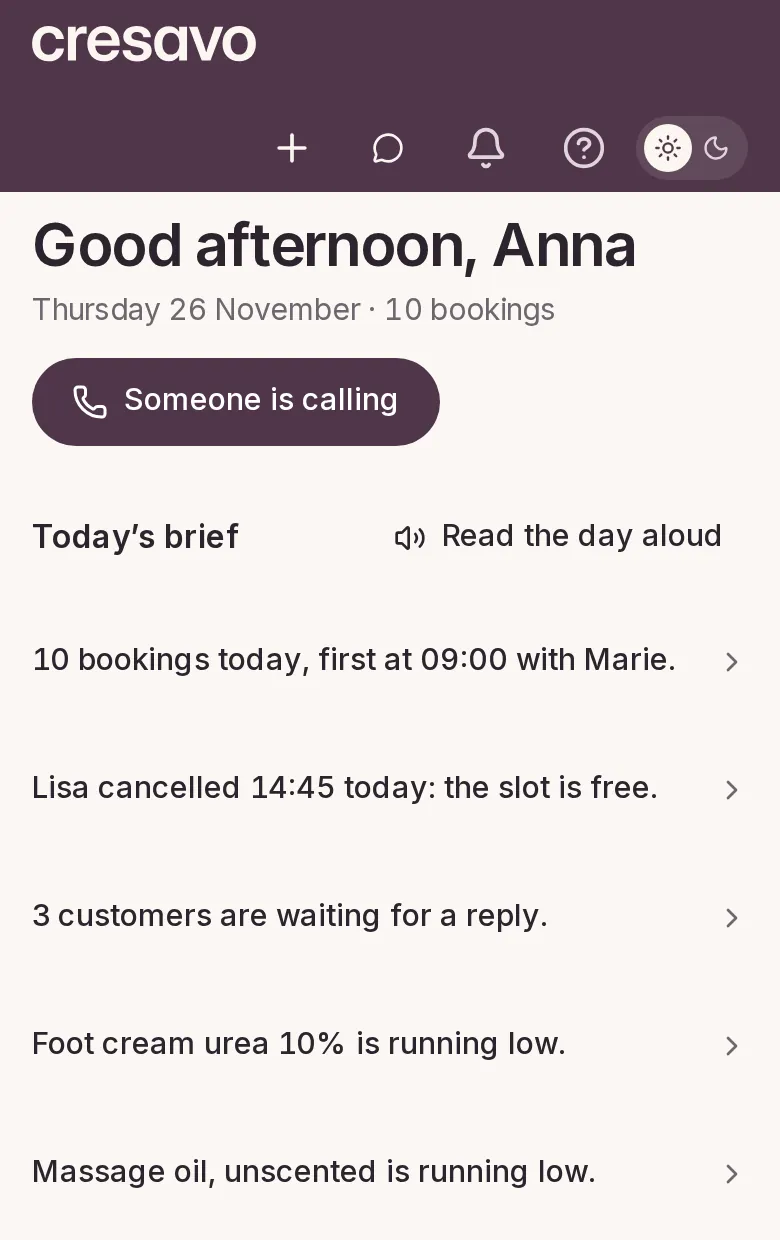 cresavo
Good afternoon, Anna
Thursday 26 November · 10 bookings
Someone is calling
Today’s brief
Read the day aloud
10 bookings today, first at 09:00 with Marie.
Lisa cancelled 14:45 today: the slot is free.
3 customers are waiting for a reply.
Foot cream urea 10% is running low.
Massage oil, unscented is running low.